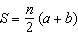 S = n/2 (a + b)